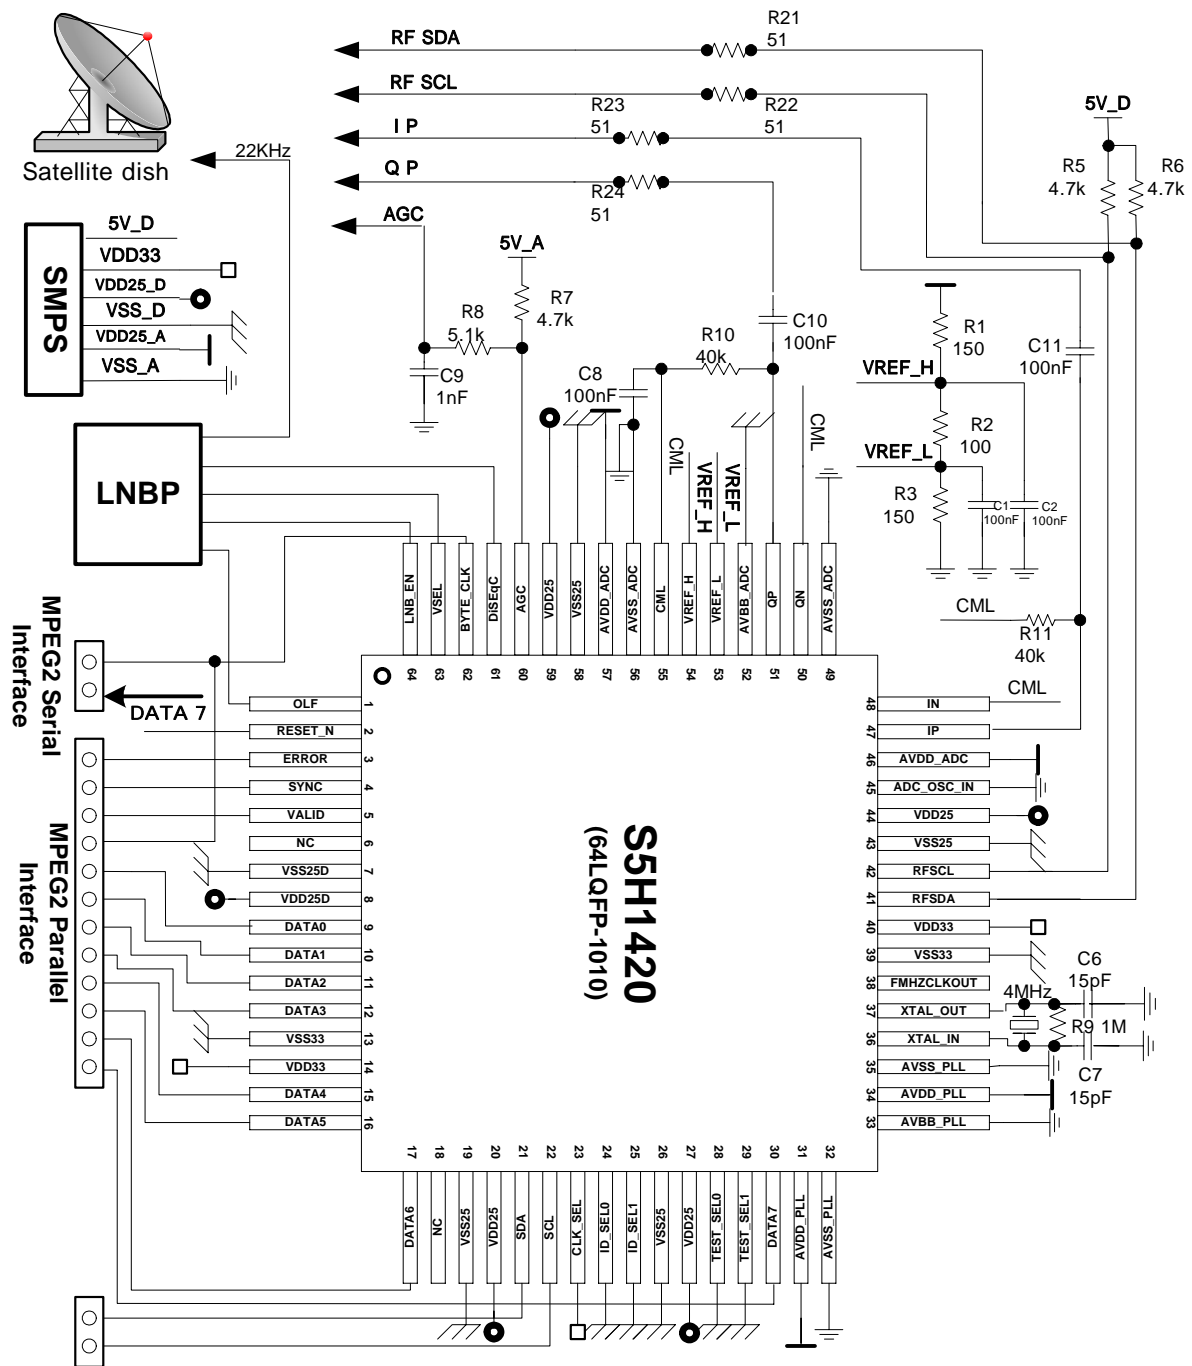 RF SDA
R21
51
RF SCL
R22
51
R23
51
I P
Q P
R24
51
AGC
22KHz
Satellite dish
5V_D
R5
4.7k
R6
4.7k
SMPS
5V_D
VDD33
VDD25_D
VSS_D
VDD25_A
VSS_A
5V_A
R7
4.7k
R8
5.1k
C9
1nF
C8
100nF
R10
40k
C10
100nF
R1
150
C11
100nF
VREF_H
R2
100
VREF_L
R3
150
C1
100nF
C2
100nF
CML
VREF_H
VREF_L
CML
LNBP
CML
R11
40k
CML
LNB_EN
VSEL
BYTE_CLK
DiSEqC
AGC
VDD25
VSS25
AVDD_ADC
AVSS_ADC
CML
VREF_H
VREF_L
AVBB_ADC
QP
QN
AVSS_ADC
64
63
62
61
60
59
58
57
56
55
54
53
52
51
50
49
MPEG2 Serial
Interface
DATA 7
MPEG2 Parallel
Interface
OLF 1
RESET_N 2
ERROR 3
SYNC 4
VALID 5
NC 6
VSS25D 7
VDD25D 8
DATA0 9
DATA1 10
DATA2 11
DATA3 12
VSS33 13
VDD33 14
DATA4 15
DATA5 16
S5H1420
(64LQFP-1010)
48 IN
47 IP
46 AVDD_ADC
45 ADC_OSC_IN
44 VDD25
43 VSS25
42 RFSCL
41 RFSDA
40 VDD33
39 VSS33
38 FMHZCLKOUT
37 XTAL_OUT
36 XTAL_IN
35 AVSS_PLL
34 AVDD_PLL
33 AVBB_PLL
4MHz
C6
15pF
R9 1M
C7
15pF
17
18
19
20
21
22
23
24
25
26
27
28
29
30
31
32
DATA6
NC
VSS25
VDD25
SDA
SCL
CLK_SEL
ID_SEL0
ID_SEL1
VSS25
VDD25
TEST_SEL0
TEST_SEL1
DATA7
AVDD_PLL
AVSS_PLL